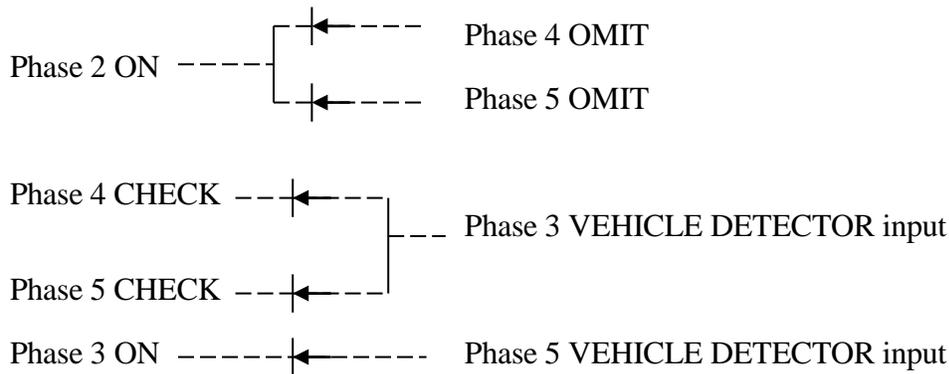 Phase 4 OMIT
Phase 2 ON
Phase 5 OMIT
Phase 4 CHECK
Phase 3 VEHICLE DETECTOR input
Phase 5 CHECK
Phase 3 ON
Phase 5 VEHICLE DETECTOR input